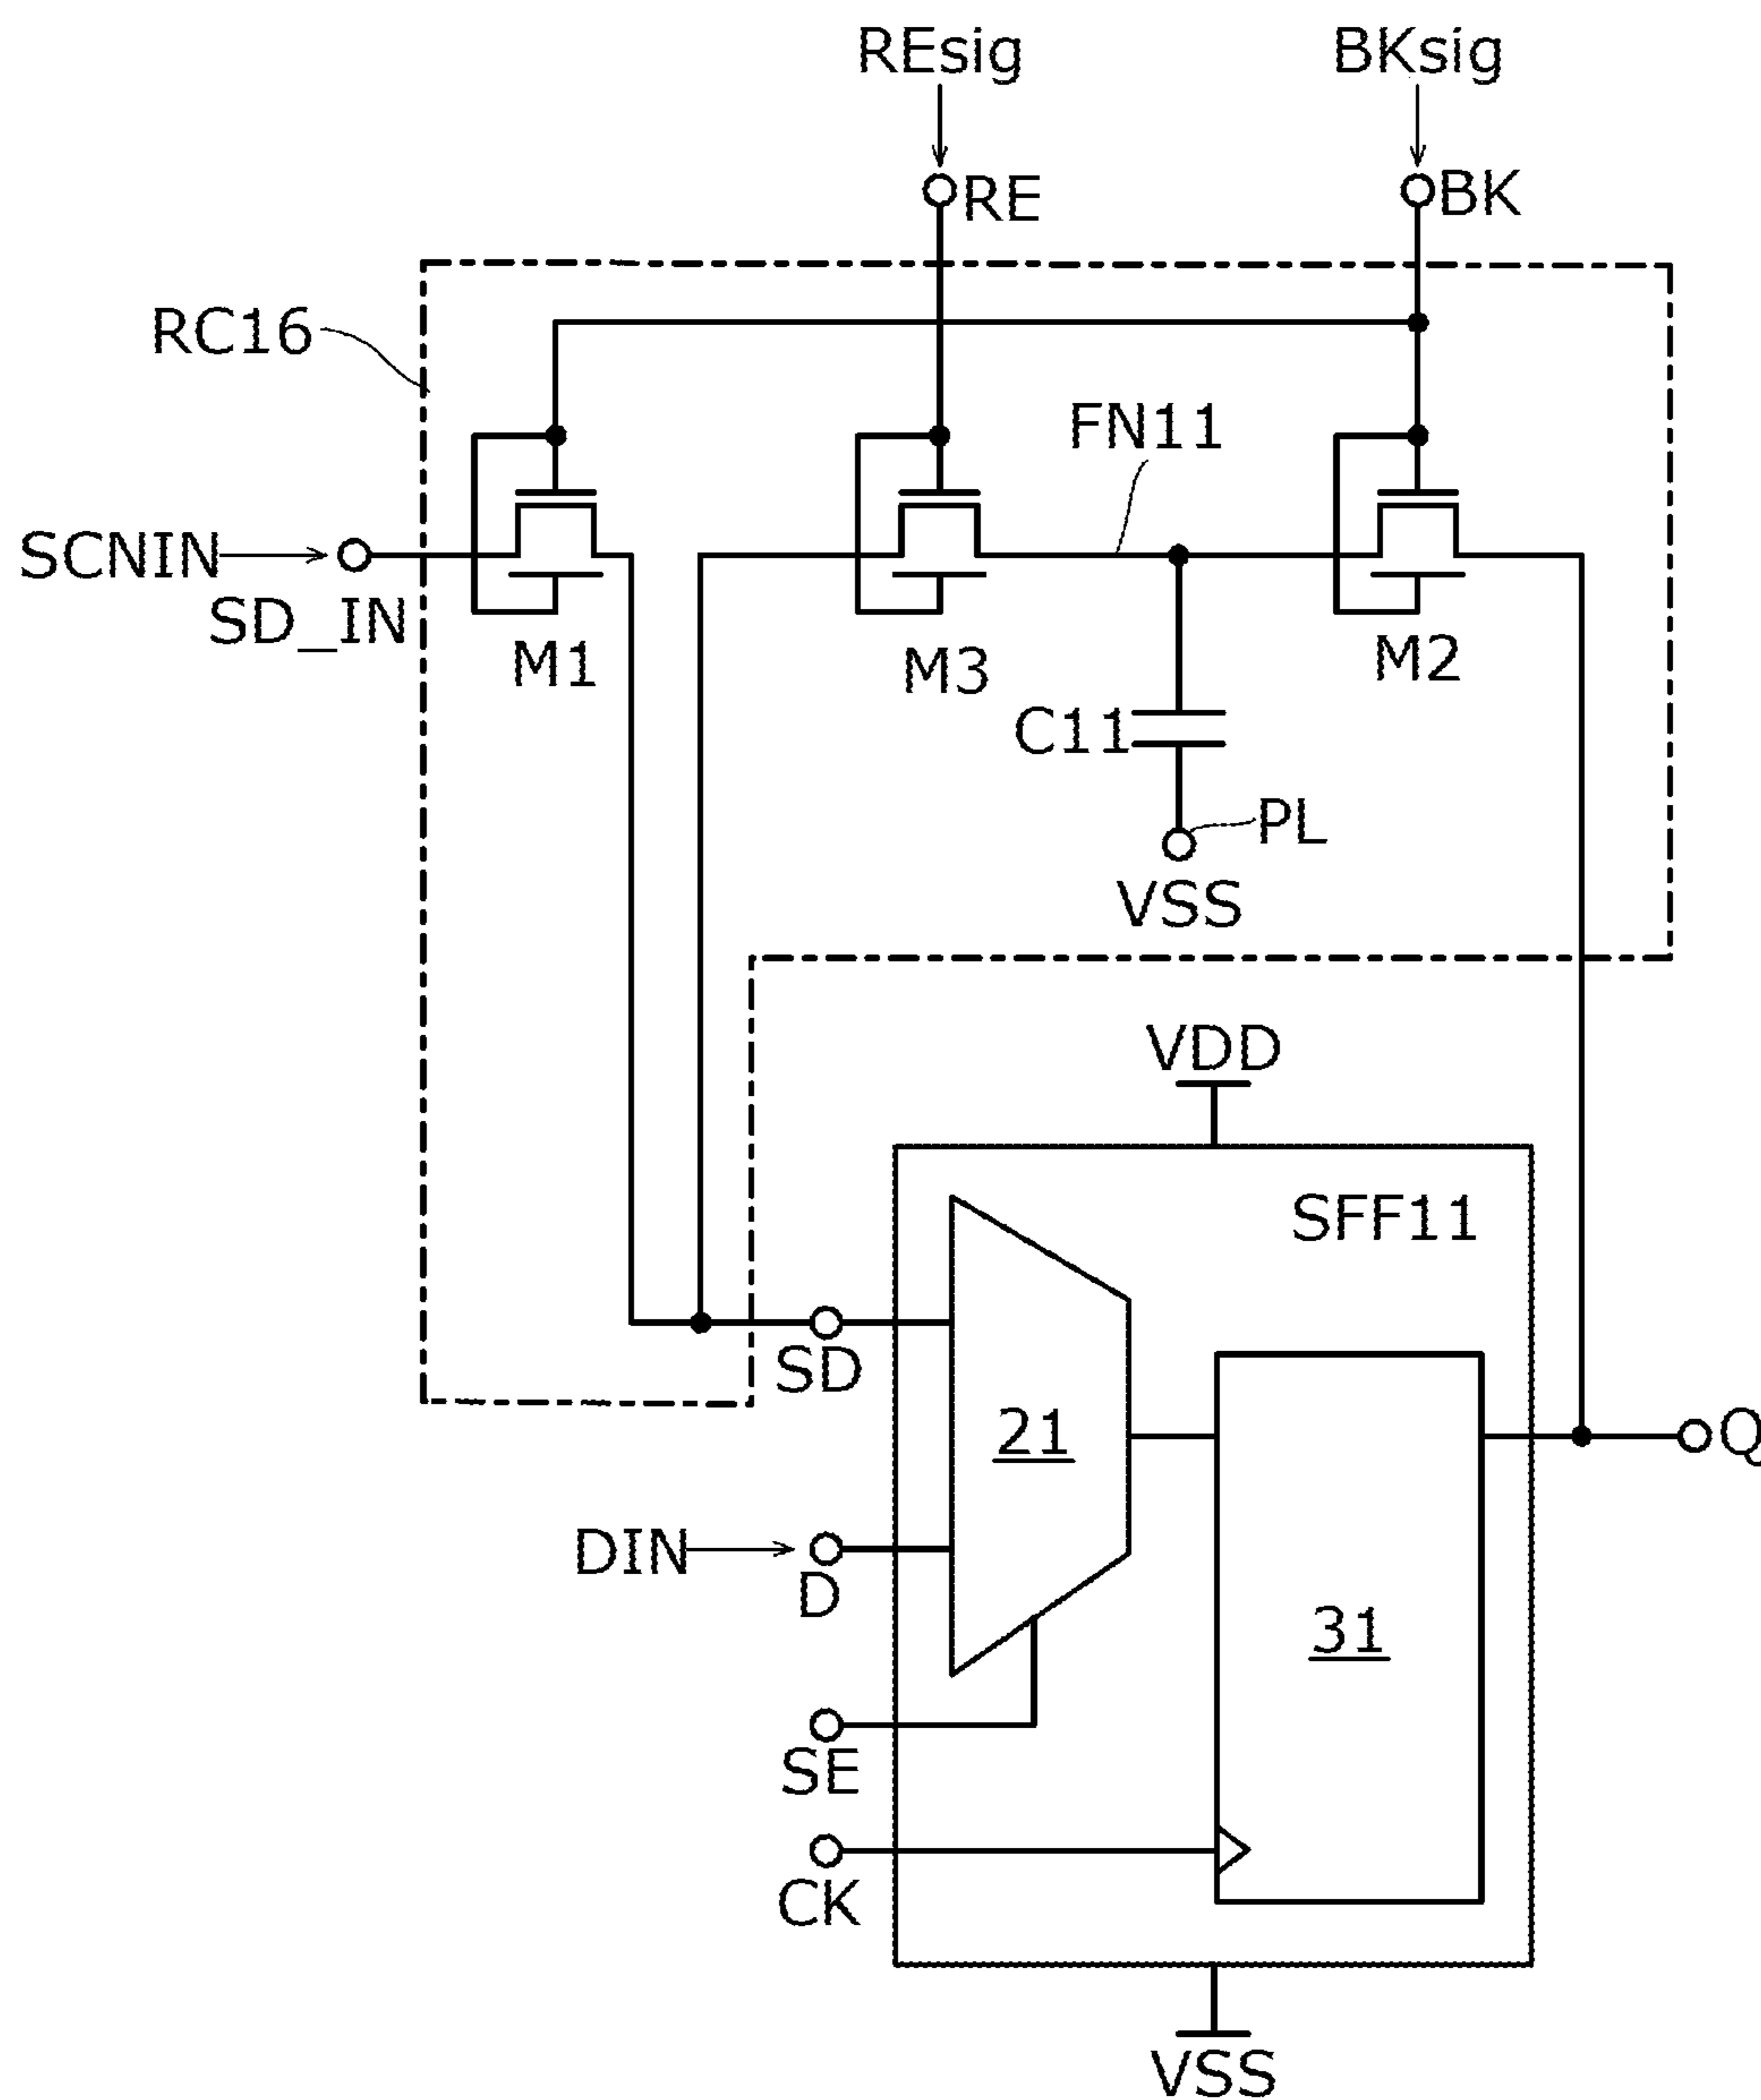 REsig BKsig
RE BK
RC16
FN11
SCNIN
SD_IN
M1 M3 M2
C11
PL
VSS
VDD
SFF11
SD
21
Q
DIN
D
31
SE
CK
VSS